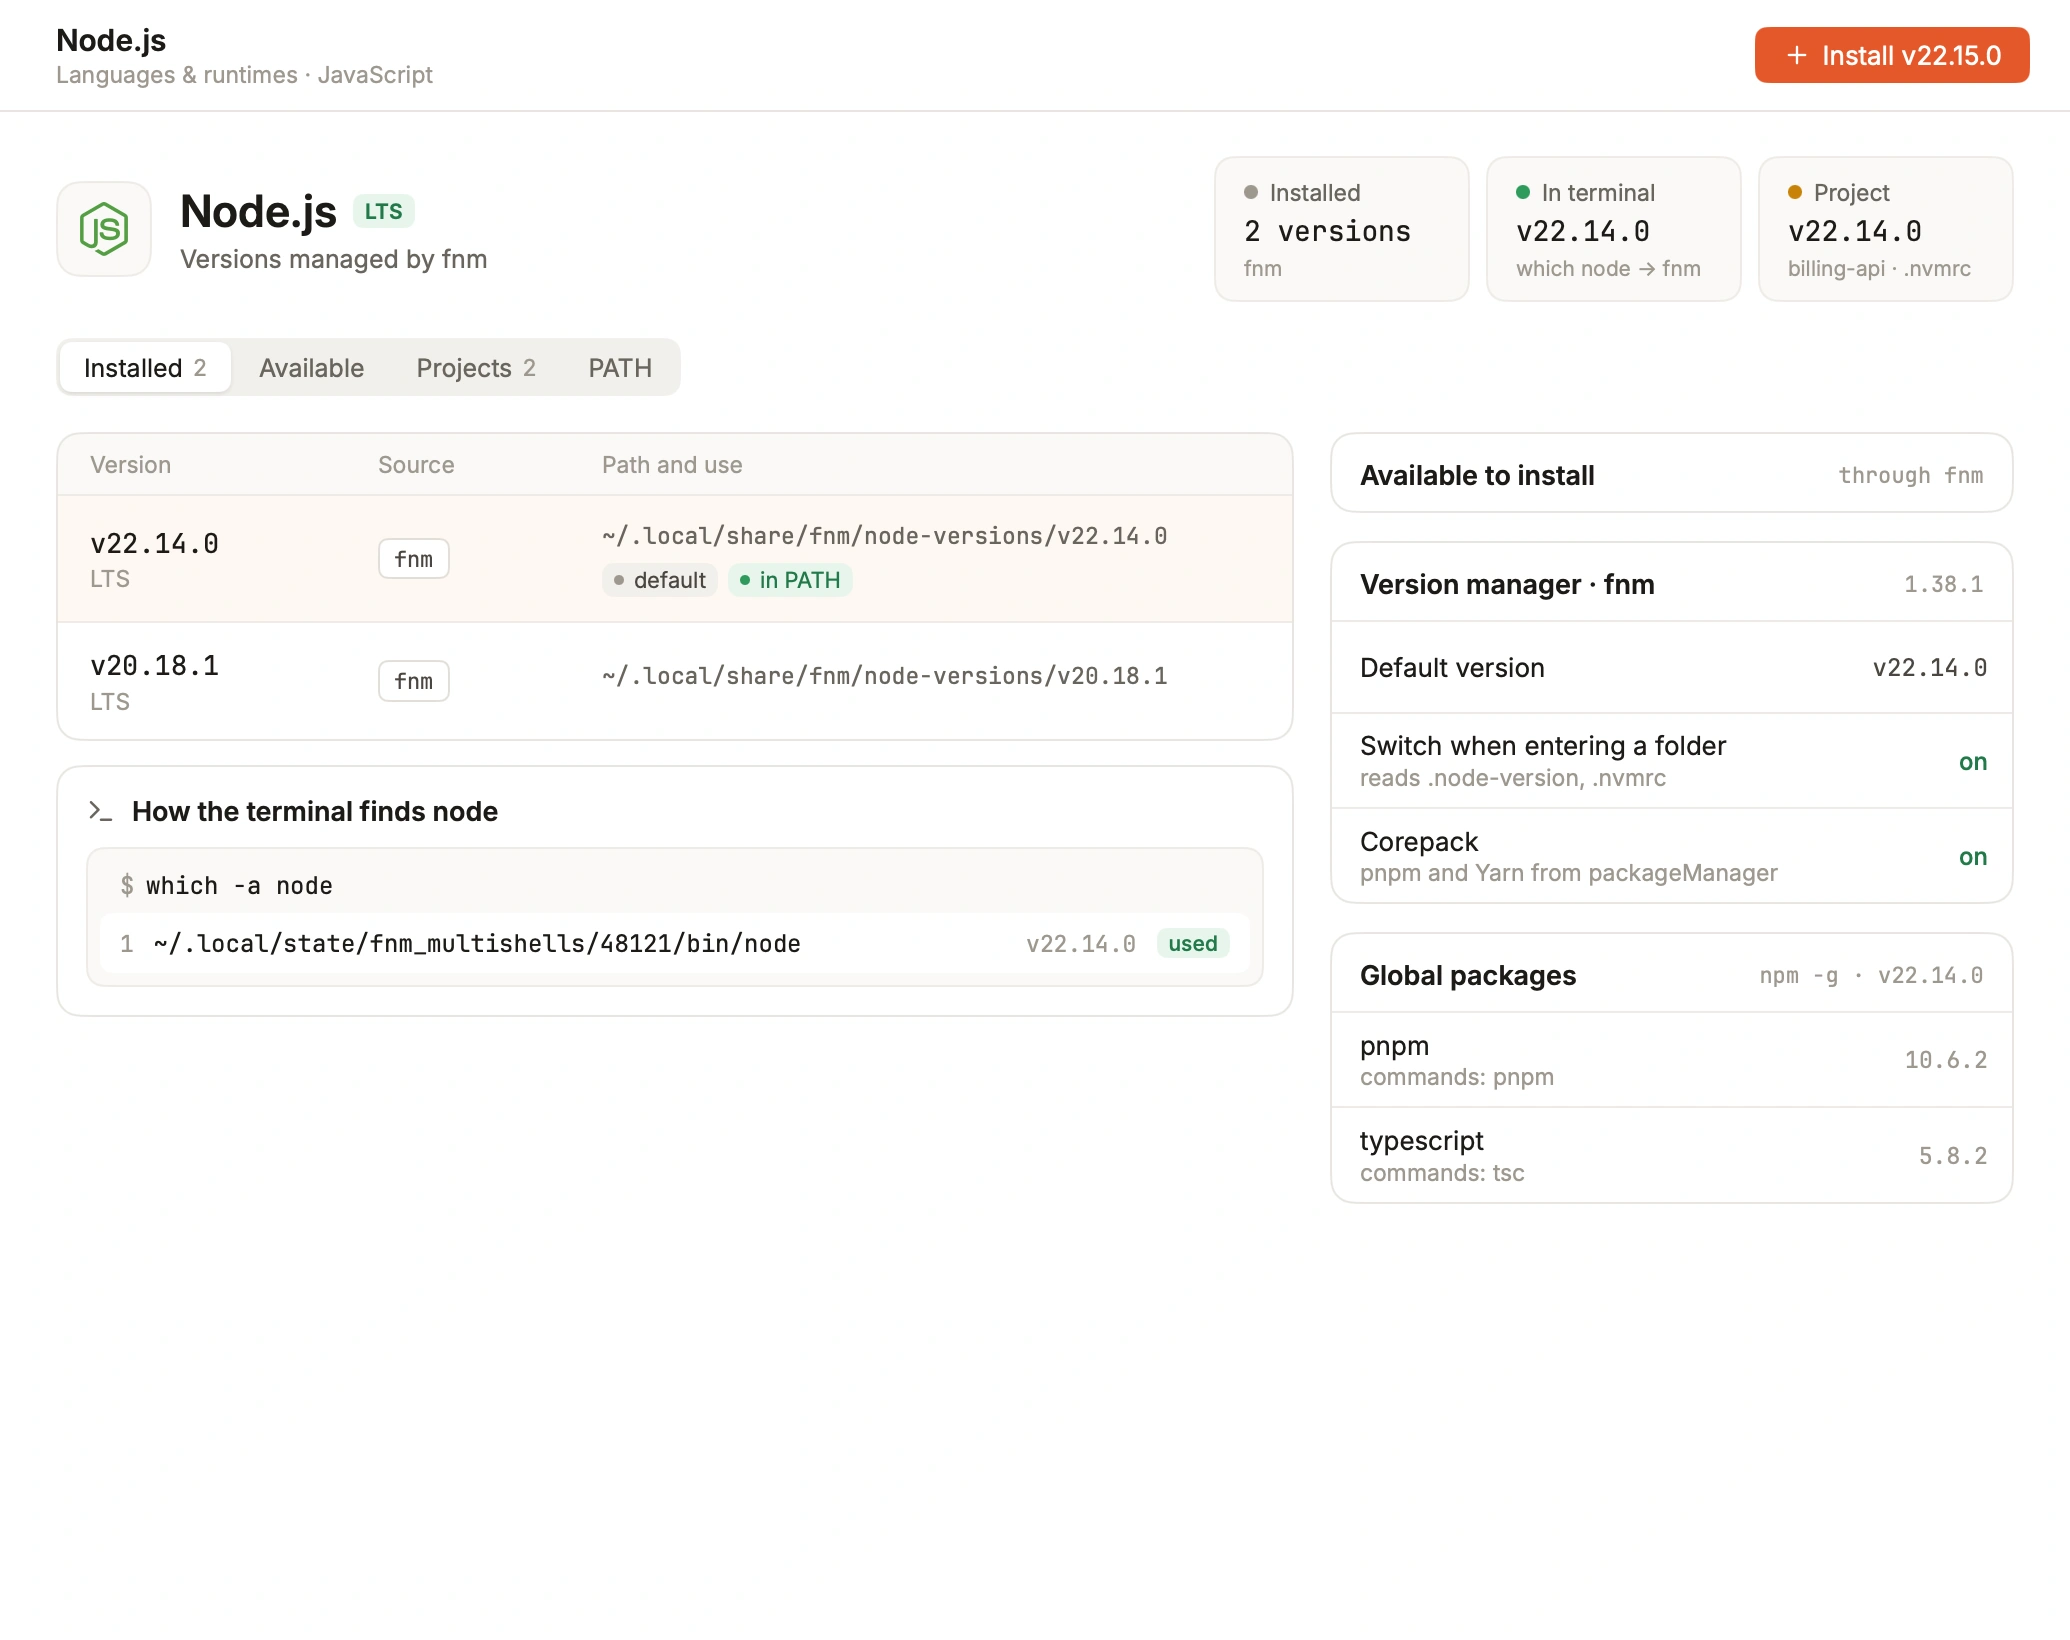 Node.js
Languages & runtimes · JavaScript
+ Install v22.15.0
JS
Node.js LTS
Versions managed by fnm
Installed
2 versions
fnm
In terminal
v22.14.0
which node → fnm
Project
v22.14.0
billing-api · .nvmrc
Installed 2
Available
Projects 2
PATH
Version Source Path and use
v22.14.0
LTS
fnm
~/.local/share/fnm/node-versions/v22.14.0
default in PATH
v20.18.1
LTS
fnm
~/.local/share/fnm/node-versions/v20.18.1
>_ How the terminal finds node
$ which -a node
1 ~/.local/state/fnm_multishells/48121/bin/node v22.14.0 used
Available to install through fnm
Version manager · fnm 1.38.1
Default version v22.14.0
Switch when entering a folder
reads .node-version, .nvmrc
on
Corepack
pnpm and Yarn from packageManager
on
Global packages npm -g · v22.14.0
pnpm
commands: pnpm
10.6.2
typescript
commands: tsc
5.8.2